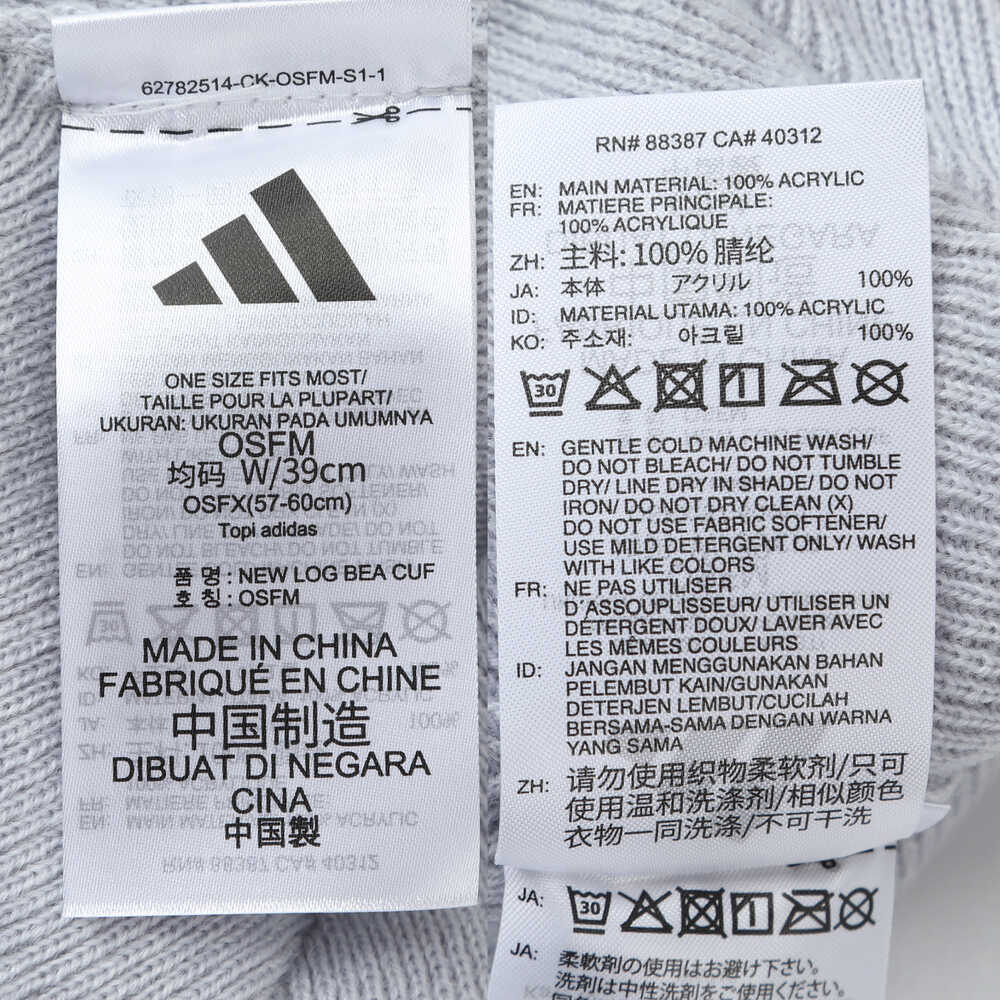 62782514-CK-OSFM-S1-1
ONE SIZE FITS MOST/
TAILLE POUR LA PLUPART/
UKURAN: UKURAN PADA UMUMNYA
OSFM
均码 W/39cm
OSFX(57-60cm)
Topi adidas
품 명 : NEW LOG BEA CUF
호 칭 : OSFM
MADE IN CHINA
FABRIQUÉ EN CHINE
中国制造
DIBUAT DI NEGARA
CINA
中国製
RN# 88387 CA# 40312
EN: MAIN MATERIAL: 100% ACRYLIC
FR: MATIERE PRINCIPALE:
100% ACRYLIQUE
ZH: 主料: 100% 腈纶
JA: 本体 アクリル 100%
ID: MATERIAL UTAMA: 100% ACRYLIC
KO: 주소재: 아크릴 100%
30
EN: GENTLE COLD MACHINE WASH/
DO NOT BLEACH/ DO NOT TUMBLE
DRY/ LINE DRY IN SHADE/ DO NOT
IRON/ DO NOT DRY CLEAN (X)
DO NOT USE FABRIC SOFTENER/
USE MILD DETERGENT ONLY/ WASH
WITH LIKE COLORS
FR: NE PAS UTILISER
D'ASSOUPLISSEUR/ UTILISER UN
DÉTERGENT DOUX/ LAVER AVEC
LES MÊMES COULEURS
ID: JANGAN MENGGUNAKAN BAHAN
PELEMBUT KAIN/GUNAKAN
DETERJEN LEMBUT/CUCILAH
BERSAMA-SAMA DENGAN WARNA
YANG SAMA
ZH: 请勿使用织物柔软剂/只可
使用温和洗涤剂/相似颜色
衣物一同洗涤/不可干洗
JA: 30
JA: 柔軟剤の使用はお避け下さい。
洗剤は中性洗剤をご使用ください。